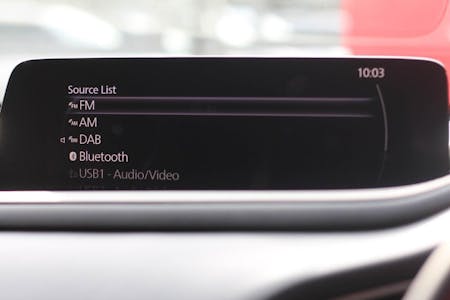 10:03
Source List
FM
AM
DAB
Bluetooth
USB1 - Audio/Video